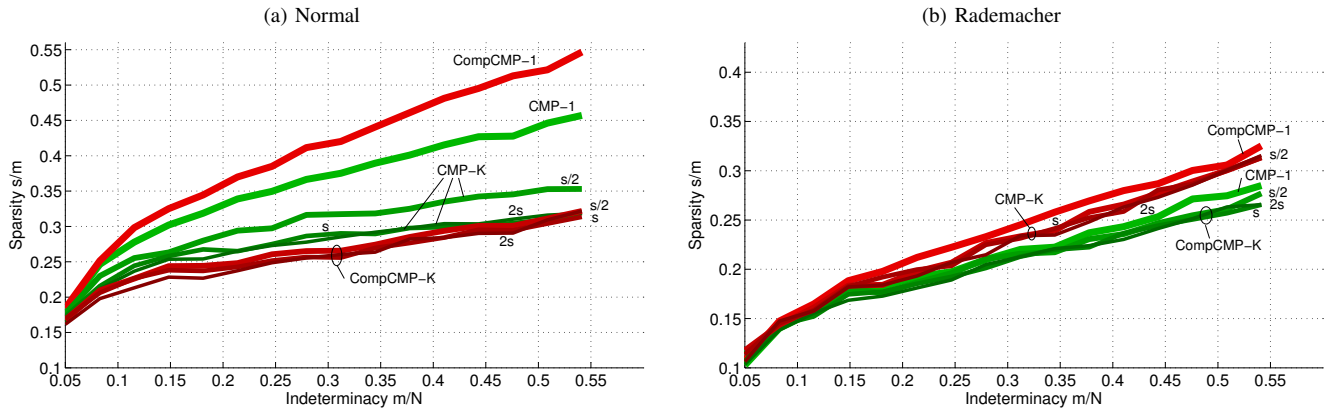 (a) Normal
0.55
0.5
0.45
0.4
0.35
0.3
0.25
0.2
0.15
0.1
Sparsity s/m
CompCMP−1
CMP−1
CMP−K
s/2
s
2s
s/2
s
2s
CompCMP−K
0.05 0.1 0.15 0.2 0.25 0.3 0.35 0.4 0.45 0.5 0.55
Indeterminacy m/N
(b) Rademacher
0.4
0.3
0.25
0.2
0.15
0.1
Sparsity s/m
CompCMP−1
s/2
CMP−1
s/2
2s
s
CMP−K
s
2s
CompCMP−K
0.05 0.1 0.15 0.2 0.25 0.3 0.35 0.4 0.45 0.5 0.55
Indeterminacy m/N